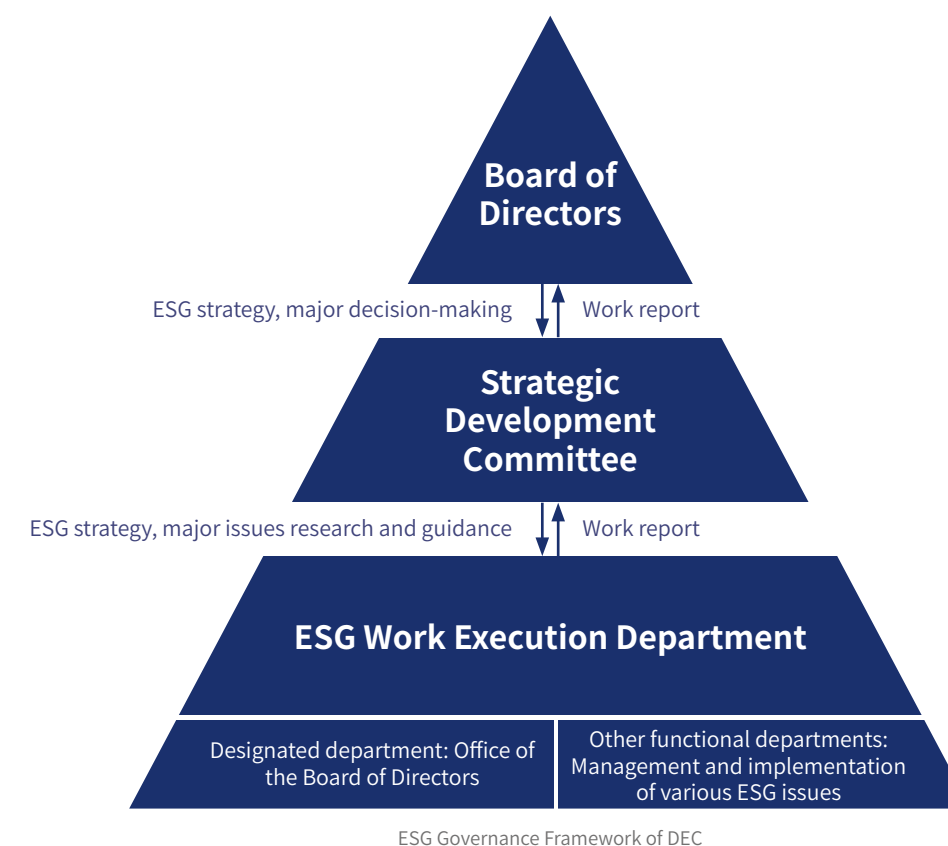 Board of
Directors
ESG strategy, major decision-making
Work report
Strategic
Development
Committee
ESG strategy, major issues research and guidance
Work report
ESG Work Execution Department
Designated department: Office of
the Board of Directors
Other functional departments:
Management and implementation
of various ESG issues
ESG Governance Framework of DEC